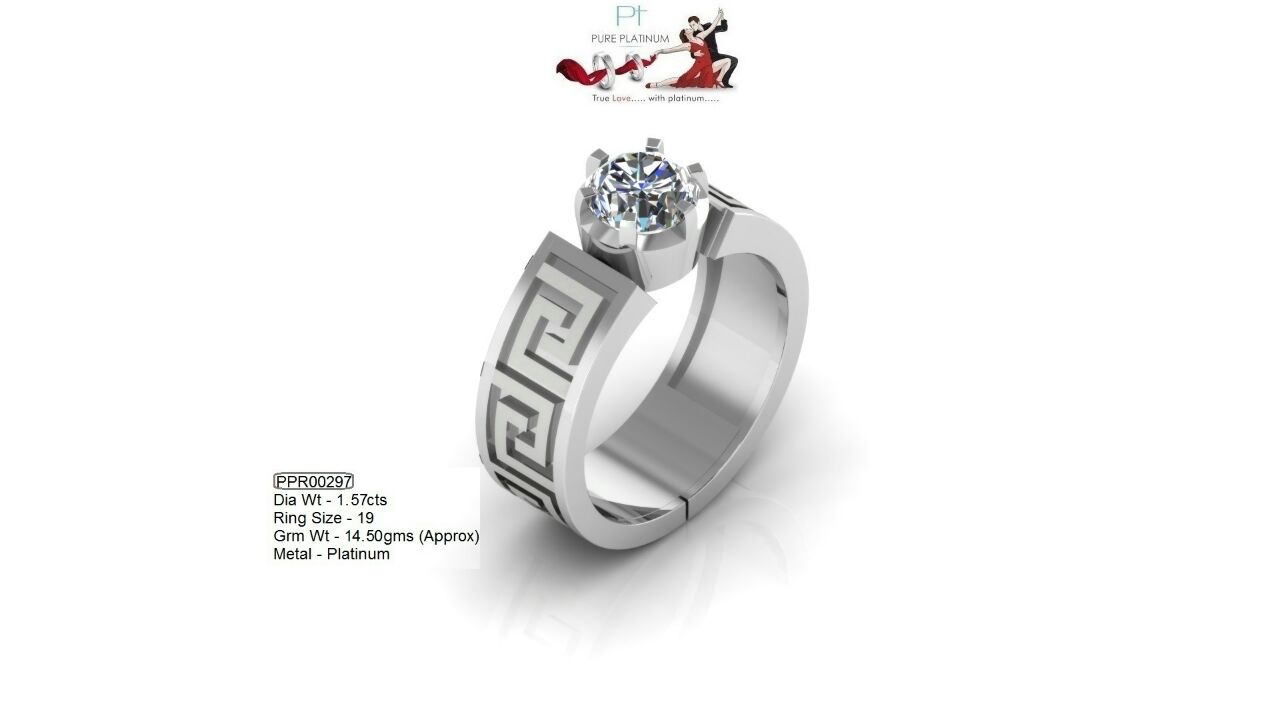 Pt
PURE PLATINUM
True Love..... with platinum.....
PPR00297
Dia Wt - 1.57cts
Ring Size - 19
Grm Wt - 14.50gms (Approx)
Metal - Platinum